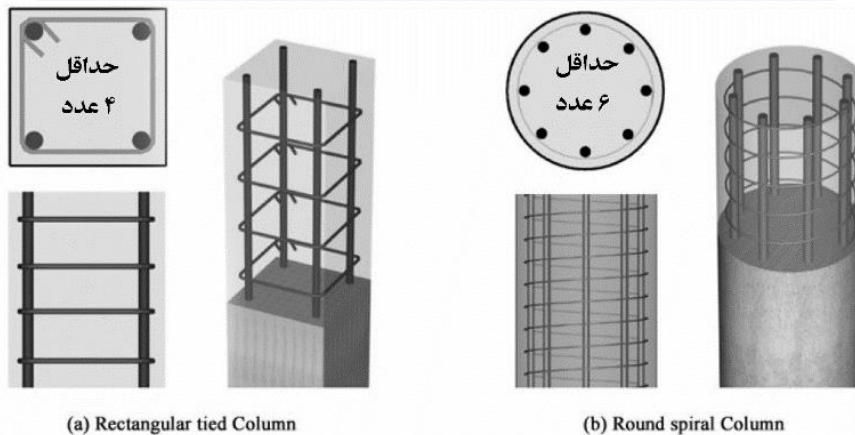 حداقل
۴ عدد
حداقل
۶ عدد
(a) Rectangular tied Column
(b) Round spiral Column